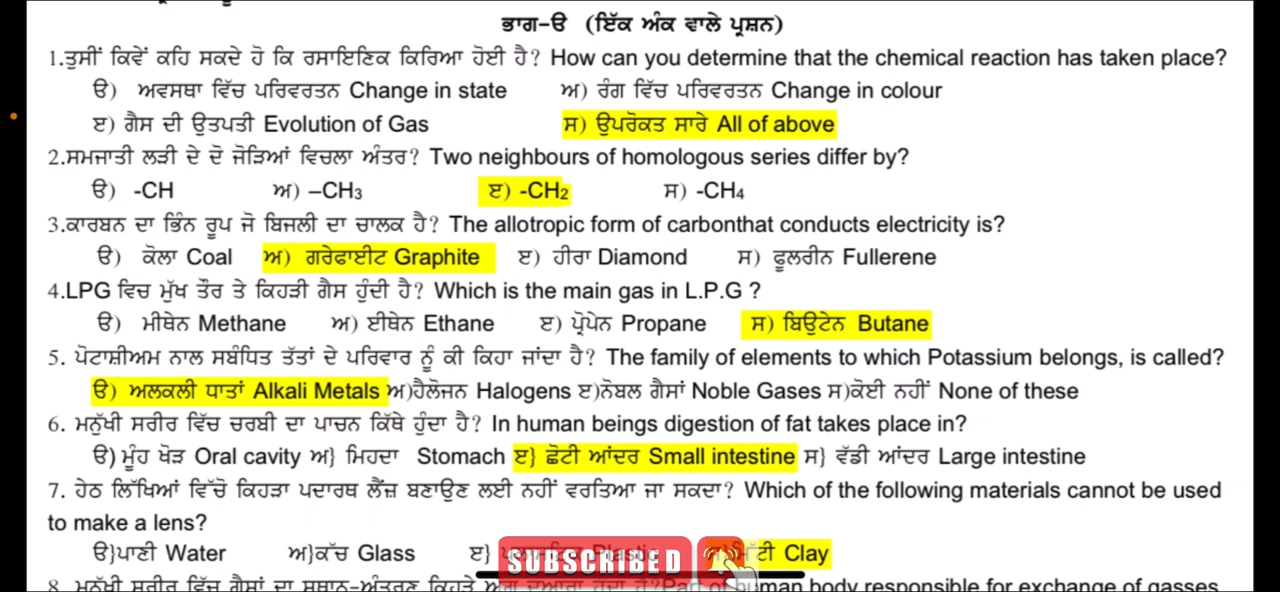 ਭਾਗ-ੳ (ਇੱਕ ਅੰਕ ਵਾਲੇ ਪ੍ਰਸ਼ਨ)
1.ਤੁਸੀਂ ਕਿਵੇਂ ਕਹਿ ਸਕਦੇ ਹੋ ਕਿ ਰਸਾਇਣਿਕ ਕਿਰਿਆ ਹੋਈ ਹੈ? How can you determine that the chemical reaction has taken place?
ੳ) ਅਵਸਥਾ ਵਿੱਚ ਪਰਿਵਰਤਨ Change in state ਅ) ਰੰਗ ਵਿੱਚ ਪਰਿਵਰਤਨ Change in colour
ੲ) ਗੈਸ ਦੀ ਉਤਪਤੀ Evolution of Gas ਸ) ਉਪਰੋਕਤ ਸਾਰੇ All of above
2.ਸਮਜਾਤੀ ਲੜੀ ਦੇ ਦੋ ਜੋੜਿਆਂ ਵਿਚਲਾ ਅੰਤਰ? Two neighbours of homologous series differ by?
ੳ) -CH ਅ) –CH₃ ੲ) -CH₂ ਸ) -CH₄
3.ਕਾਰਬਨ ਦਾ ਭਿੰਨ ਰੂਪ ਜੋ ਬਿਜਲੀ ਦਾ ਚਾਲਕ ਹੈ? The allotropic form of carbonthat conducts electricity is?
ੳ) ਕੋਲਾ Coal ਅ) ਗਰੇਫਾਈਟ Graphite ੲ) ਹੀਰਾ Diamond ਸ) ਫੂਲਰੀਨ Fullerene
4.LPG ਵਿਚ ਮੁੱਖ ਤੌਰ ਤੇ ਕਿਹੜੀ ਗੈਸ ਹੁੰਦੀ ਹੈ? Which is the main gas in L.P.G ?
ੳ) ਮੀਥੇਨ Methane ਅ) ਈਥੇਨ Ethane ੲ) ਪ੍ਰੋਪੇਨ Propane ਸ) ਬਿਉਟੇਨ Butane
5. ਪੋਟਾਸ਼ੀਅਮ ਨਾਲ ਸਬੰਧਿਤ ਤੱਤਾਂ ਦੇ ਪਰਿਵਾਰ ਨੂੰ ਕੀ ਕਿਹਾ ਜਾਂਦਾ ਹੈ? The family of elements to which Potassium belongs, is called?
ੳ) ਅਲਕਲੀ ਧਾਤਾਂ Alkali Metals ਅ)ਹੈਲੋਜਨ Halogens ੲ)ਨੋਬਲ ਗੈਸਾਂ Noble Gases ਸ)ਕੋਈ ਨਹੀਂ None of these
6. ਮਨੁੱਖੀ ਸਰੀਰ ਵਿੱਚ ਚਰਬੀ ਦਾ ਪਾਚਨ ਕਿੱਥੇ ਹੁੰਦਾ ਹੈ? In human beings digestion of fat takes place in?
ੳ) ਮੂੰਹ ਖੋੜ Oral cavity ਅ} ਮਿਹਦਾ Stomach ੲ} ਛੋਟੀ ਆਂਦਰ Small intestine ਸ} ਵੱਡੀ ਆਂਦਰ Large intestine
7. ਹੇਠ ਲਿੱਖਿਆਂ ਵਿੱਚੋ ਕਿਹੜਾ ਪਦਾਰਥ ਲੈਂਜ਼ ਬਣਾਉਣ ਲਈ ਨਹੀਂ ਵਰਤਿਆ ਜਾ ਸਕਦਾ? Which of the following materials cannot be used
to make a lens?
ੳ}ਪਾਣੀ Water ਅ}ਕੱਚ Glass ੲ} Clay
SUBSCRIBED
8. ਮਨੁੱਖੀ ਸਰੀਰ ਵਿੱਚ ਗੈਸਾਂ ਦਾ human body responsible for exchange of gasses